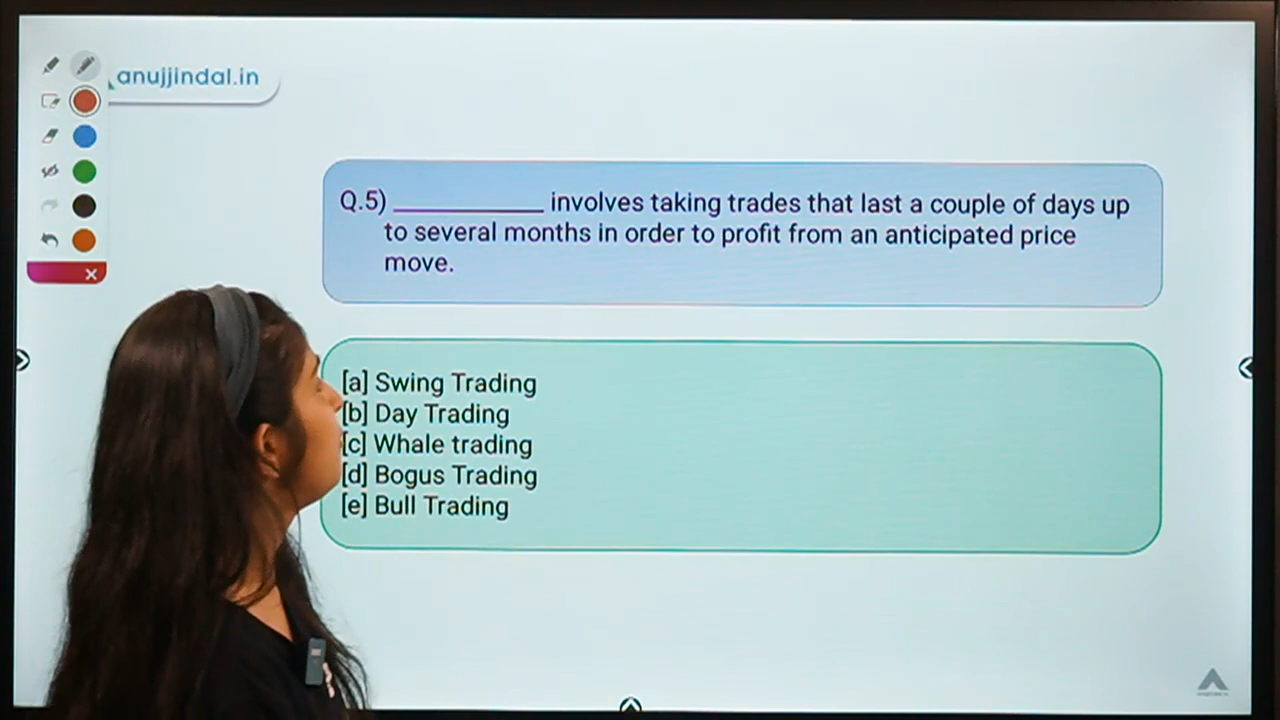 anujjindal.in
Q.5) __________ involves taking trades that last a couple of days up
to several months in order to profit from an anticipated price
move.
[a] Swing Trading
[b] Day Trading
[c] Whale trading
[d] Bogus Trading
[e] Bull Trading